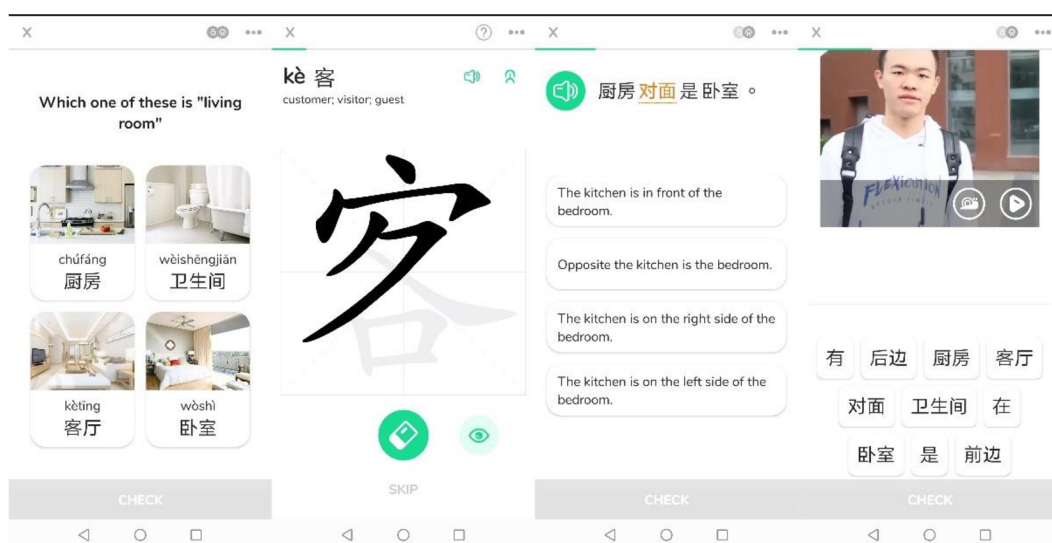 Which one of these is "living
room"
chúfáng
厨房
wèishēngjiān
卫生间
kètīng
客厅
wòshì
卧室
CHECK
kè 客
customer; visitor; guest
客
SKIP
厨房对面是卧室。
The kitchen is in front of the
bedroom.
Opposite the kitchen is the bedroom.
The kitchen is on the right side of the
bedroom.
The kitchen is on the left side of the
bedroom.
CHECK
有 后边 厨房 客厅
对面 卫生间 在
卧室 是 前边
CHECK